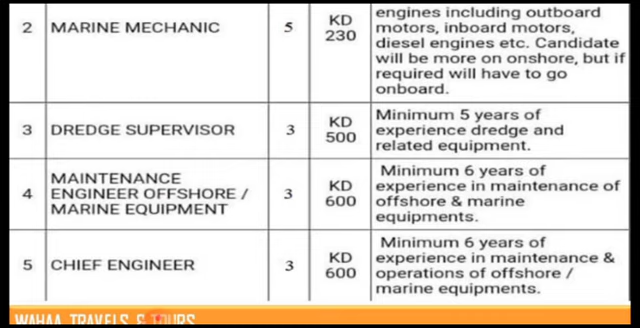 engines including outboard
2 MARINE MECHANIC 5 KD 230 motors, inboard motors,
diesel engines etc. Candidate
will be more on onshore, but if
required will have to go
onboard.
3 DREDGE SUPERVISOR 3 KD 500 Minimum 5 years of
experience dredge and
related equipment.
4 MAINTENANCE
ENGINEER OFFSHORE /
MARINE EQUIPMENT 3 KD 600 Minimum 6 years of
experience in maintenance of
offshore & marine
equipments.
5 CHIEF ENGINEER 3 KD 600 Minimum 6 years of
experience in maintenance &
operations of offshore /
marine equipments.
WAHAA TRAVELS & TOURS